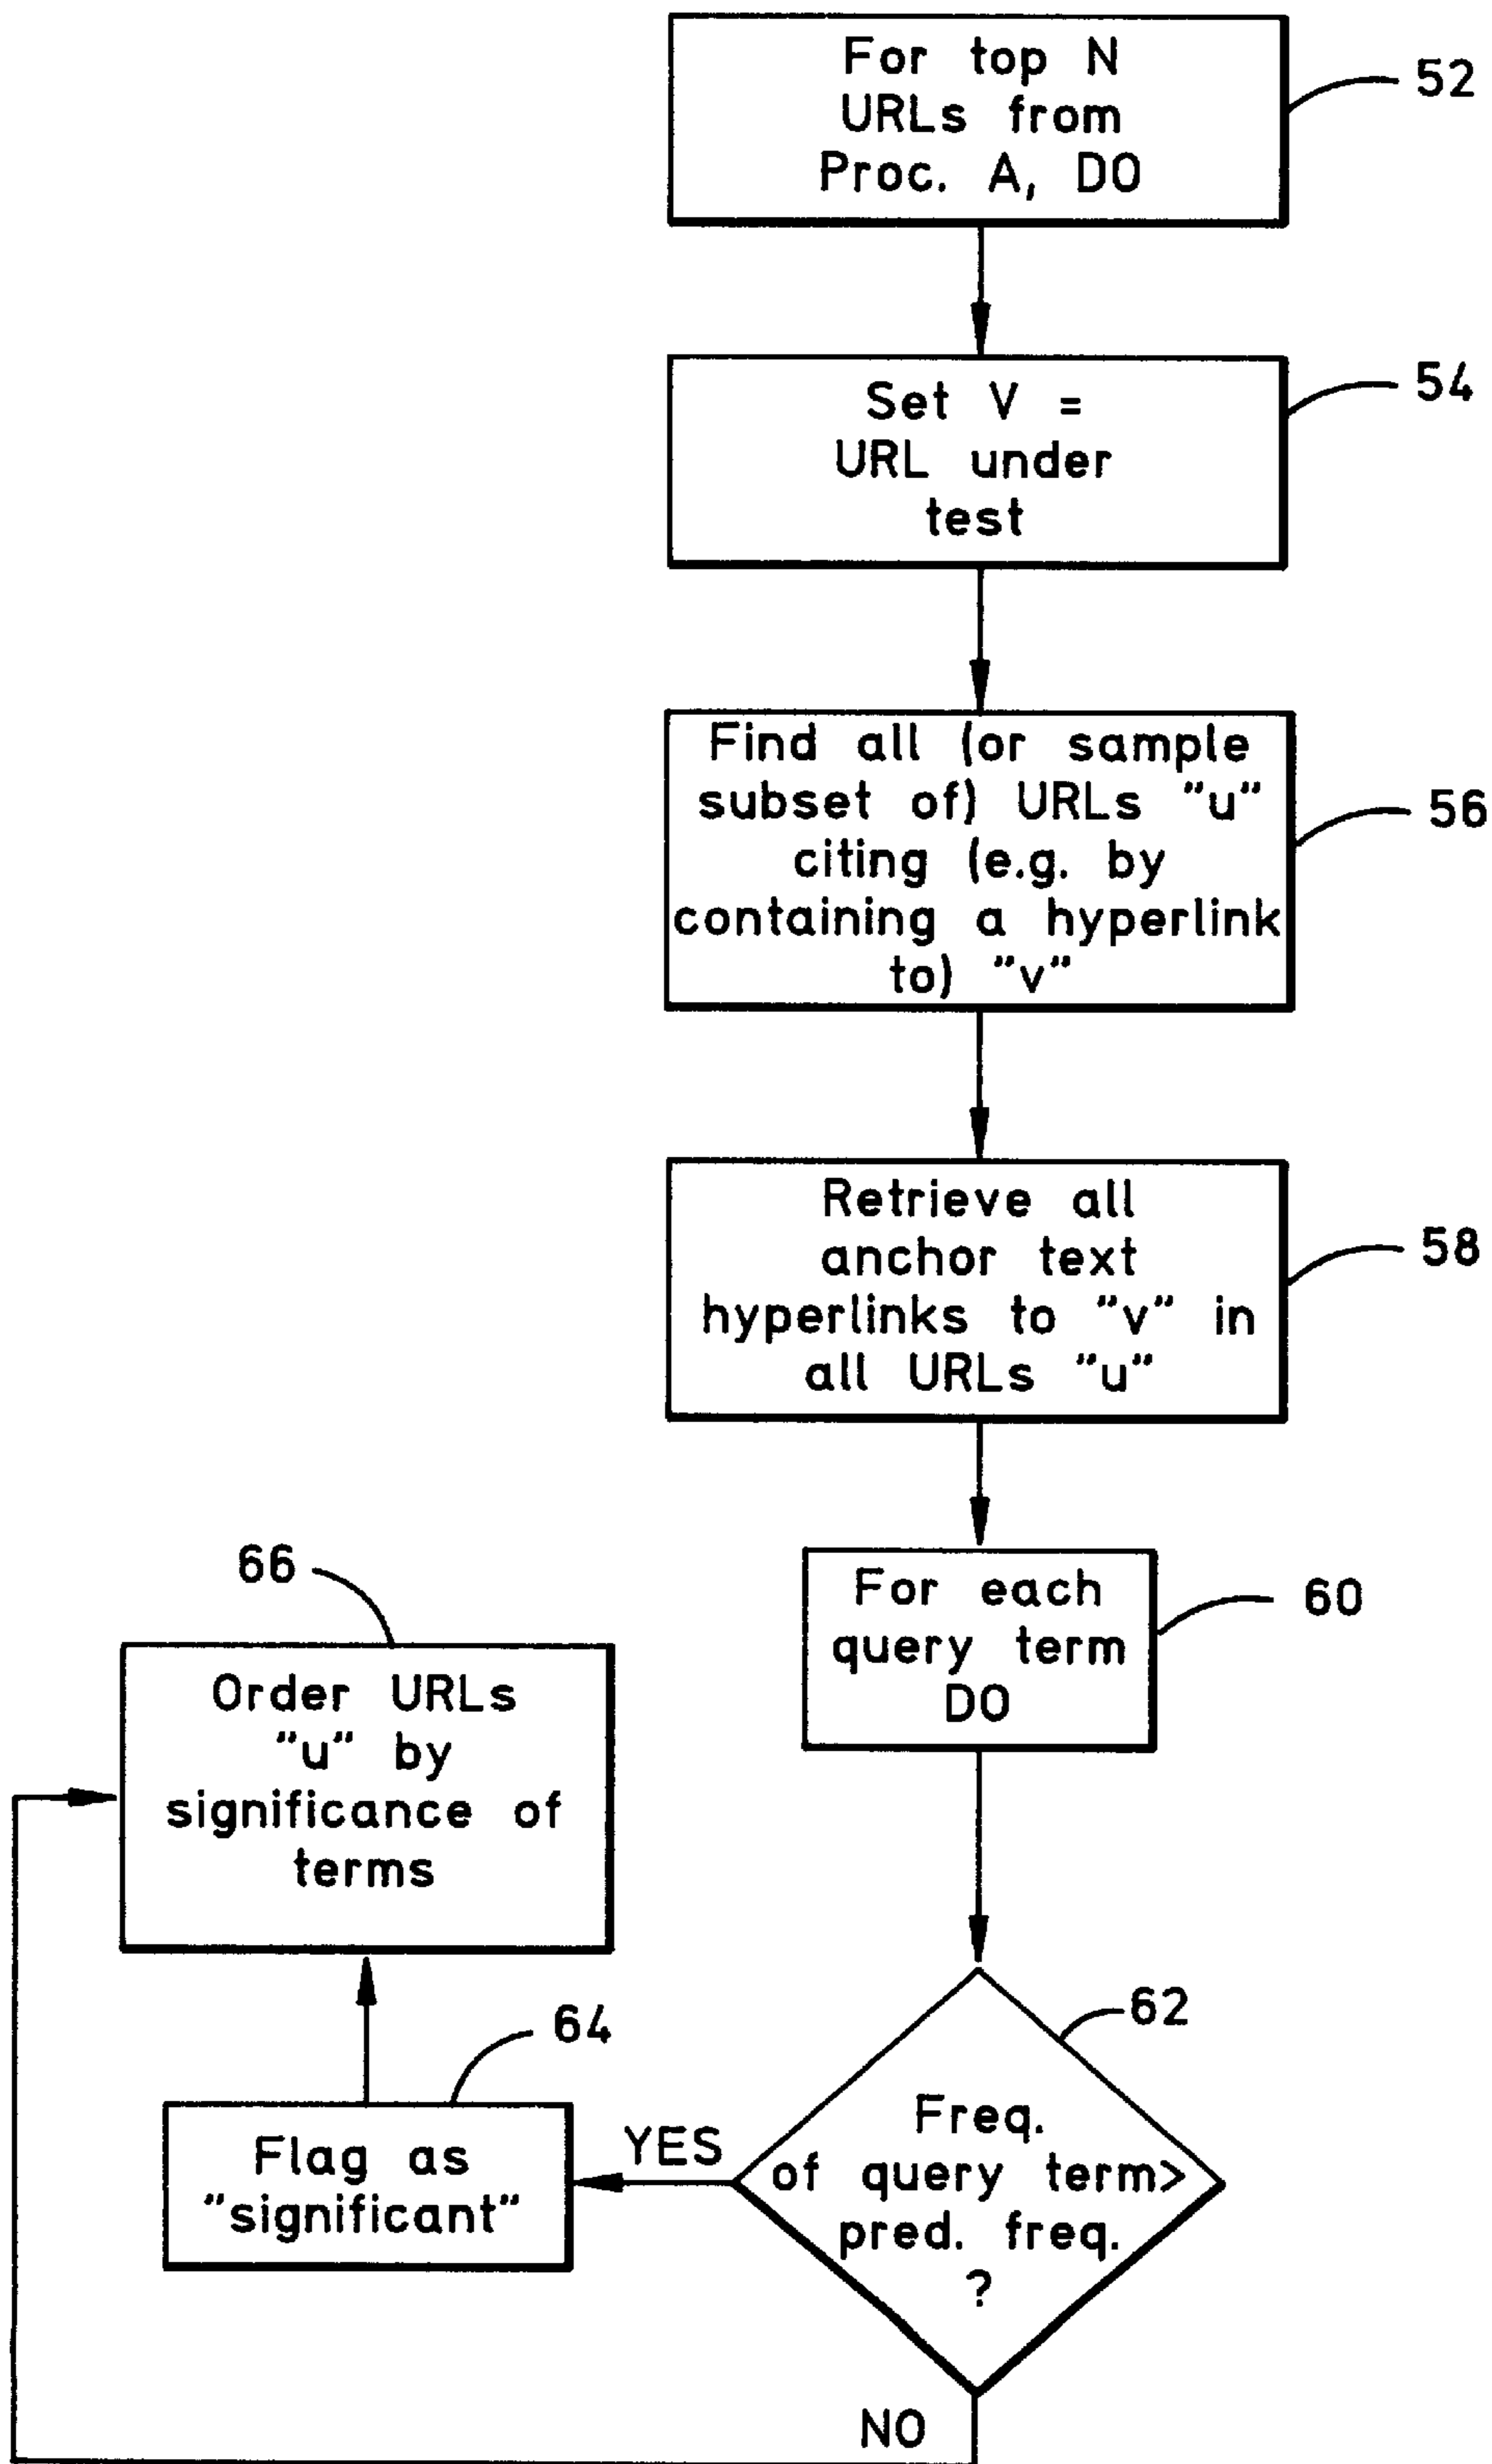 For top N
URLs from
Proc. A, DO
52
Set V =
URL under
test
54
Find all (or sample
subset of) URLs "u"
citing (e.g. by
containing a hyperlink
to) "v"
56
Retrieve all
anchor text
hyperlinks to "v" in
all URLs "u"
58
For each
query term
DO
60
66
Order URLs
"u" by
significance of
terms
62
Freq.
of query term>
pred. freq.
?
YES
64
Flag as
"significant"
NO